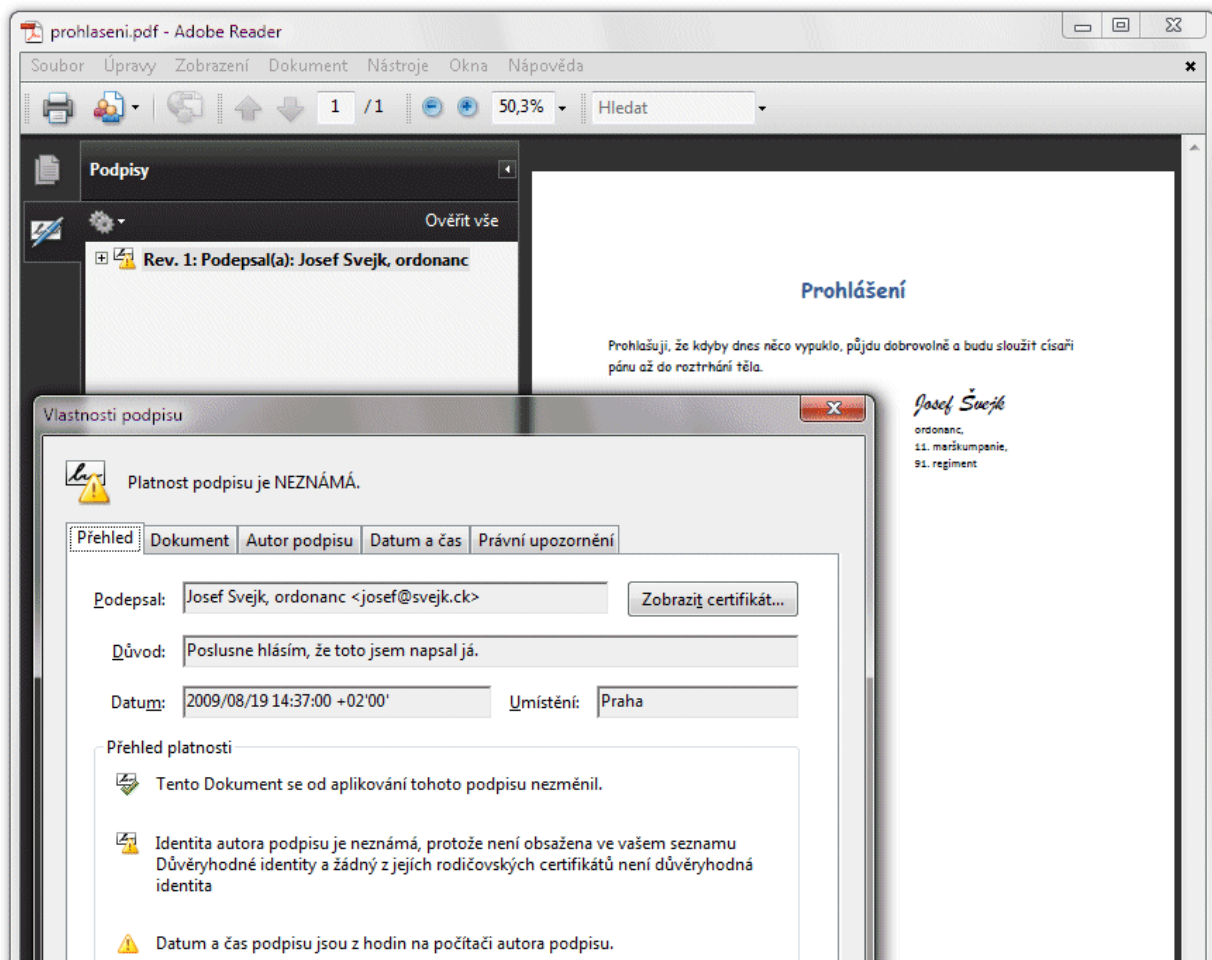 prohlaseni.pdf - Adobe Reader
Soubor Úpravy Zobrazení Dokument Nástroje Okna Nápověda
1 /1 50,3% Hledat
Podpisy
Ověřit vše
Rev. 1: Podepsal(a): Josef Svejk, ordonanc
Prohlášení
Prohlašuji, že kdyby dnes něco vypuklo, půjdu dobrovolně a budu sloužit císaři
pánu až do roztrhání těla.
Josef Švejk
ordonanc,
11. marškumpanie,
91. regiment
Vlastnosti podpisu
Platnost podpisu je NEZNÁMÁ.
Přehled Dokument Autor podpisu Datum a čas Právní upozornění
Podepsal: Josef Svejk, ordonanc <josef@svejk.ck> Zobrazit certifikát...
Důvod: Poslusne hlásím, že toto jsem napsal já.
Datum: 2009/08/19 14:37:00 +02'00' Umístění: Praha
Přehled platnosti
Tento Dokument se od aplikování tohoto podpisu nezměnil.
Identita autora podpisu je neznámá, protože není obsažena ve vašem seznamu
Důvěryhodné identity a žádný z jejích rodičovských certifikátů není důvěryhodná
identita
Datum a čas podpisu jsou z hodin na počítači autora podpisu.